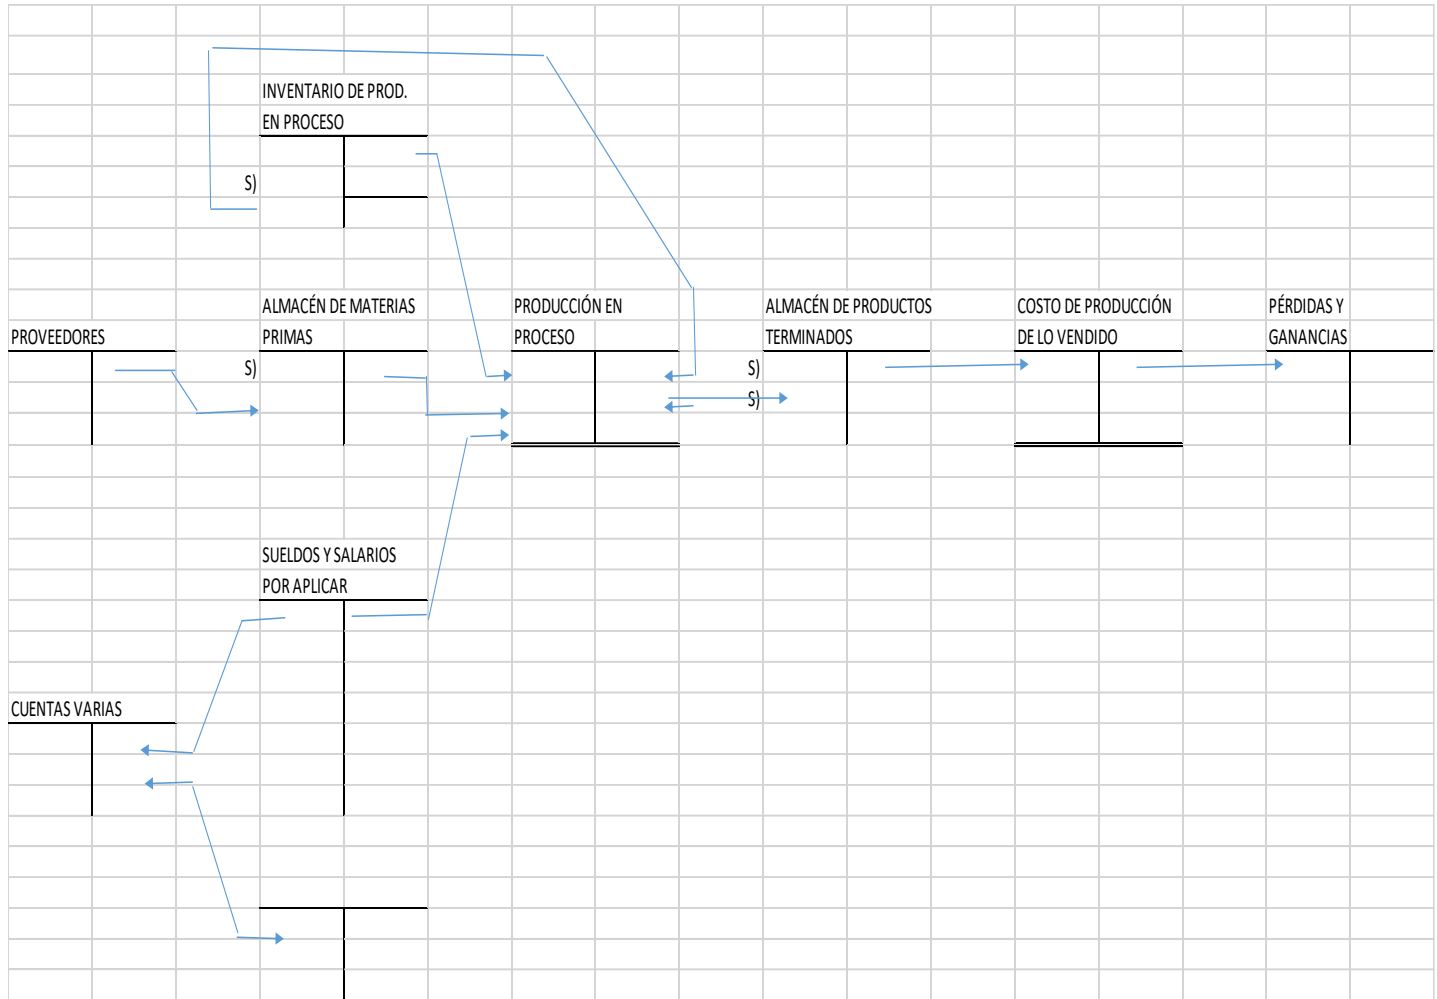 INVENTARIO DE PROD.
EN PROCESO
S)
ALMACÉN DE MATERIAS
PRIMAS
PRODUCCIÓN EN
PROCESO
ALMACÉN DE PRODUCTOS
TERMINADOS
COSTO DE PRODUCCIÓN
DE LO VENDIDO
PÉRDIDAS Y
GANANCIAS
PROVEEDORES
S)
S)
S)
SUELDOS Y SALARIOS
POR APLICAR
CUENTAS VARIAS